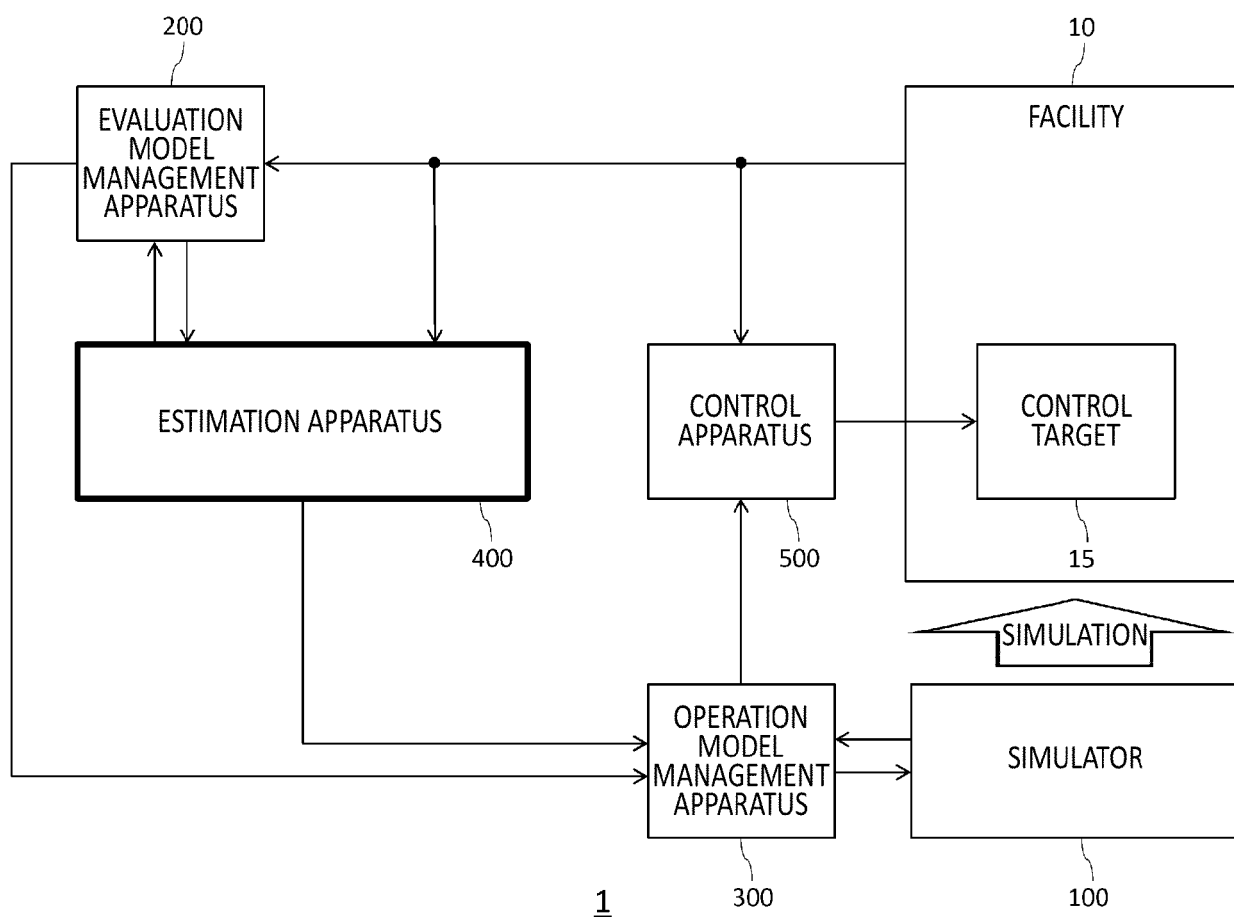 200
10
EVALUATION
MODEL
MANAGEMENT
APPARATUS
FACILITY
ESTIMATION APPARATUS
CONTROL
APPARATUS
CONTROL
TARGET
400
500
15
SIMULATION
OPERATION
MODEL
MANAGEMENT
APPARATUS
SIMULATOR
300
100
1